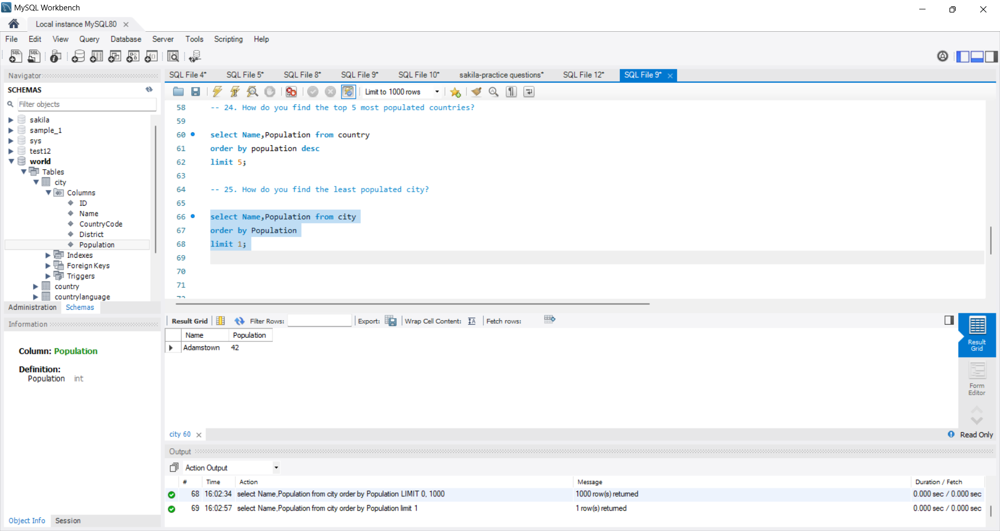 MySQL Workbench
Local instance MySQL80
File Edit View Query Database Server Tools Scripting Help
Navigator
SCHEMAS
Filter objects
sakila
sample_1
sys
test12
world
Tables
city
Columns
ID
Name
CountryCode
District
Population
Indexes
Foreign Keys
Triggers
country
countrylanguage
Administration Schemas
Information
Column: Population
Definition:
Population int
Object Info Session
SQL File 4* SQL File 5* SQL File 8* SQL File 9* SQL File 10* sakila-practice questions* SQL File 12* SQL File 9*
Limit to 1000 rows
58 -- 24. How do you find the top 5 most populated countries?
59
60 select Name,Population from country
61 order by population desc
62 limit 5;
63
64 -- 25. How do you find the least populated city?
65
66 select Name,Population from city
67 order by Population
68 limit 1;
69
70
71
72
Result Grid Filter Rows: Export: Wrap Cell Content: Fetch rows:
Name Population
Adamstown 42
Result Grid
Form Editor
city 60
Read Only
Output
Action Output
# Time Action Message Duration / Fetch
68 16:02:34 select Name,Population from city order by Population LIMIT 0, 1000 1000 row(s) returned 0.000 sec / 0.000 sec
69 16:02:57 select Name,Population from city order by Population limit 1 1 row(s) returned 0.000 sec / 0.000 sec